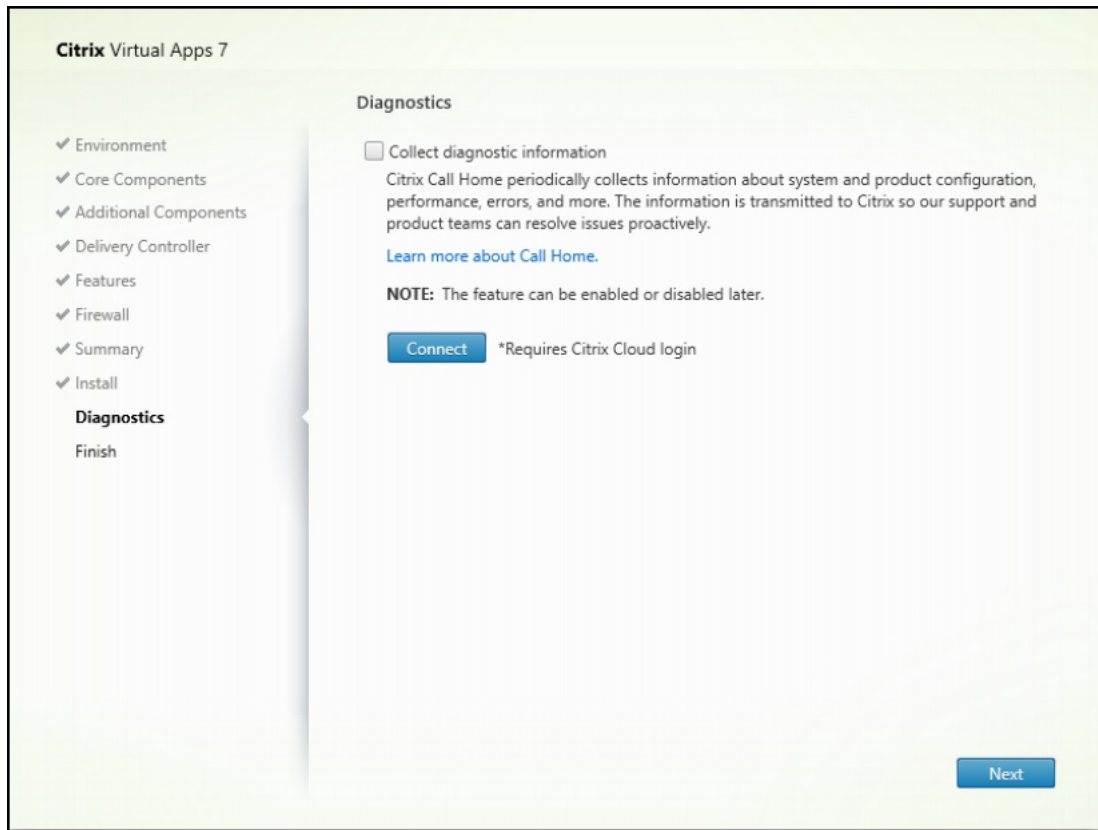 Citrix Virtual Apps 7
Environment
Core Components
Additional Components
Delivery Controller
Features
Firewall
Summary
Install
Diagnostics
Finish
Diagnostics
Collect diagnostic information
Citrix Call Home periodically collects information about system and product configuration,
performance, errors, and more. The information is transmitted to Citrix so our support and
product teams can resolve issues proactively.
Learn more about Call Home.
NOTE: The feature can be enabled or disabled later.
Connect *Requires Citrix Cloud login
Next